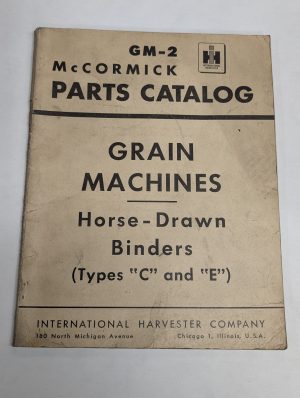 GM-2
McCORMICK
PARTS CATALOG
GRAIN
MACHINES
Horse-Drawn
Binders
(Types "C" and "E")
INTERNATIONAL HARVESTER COMPANY
180 North Michigan Avenue Chicago 1, Illinois, U.S.A.